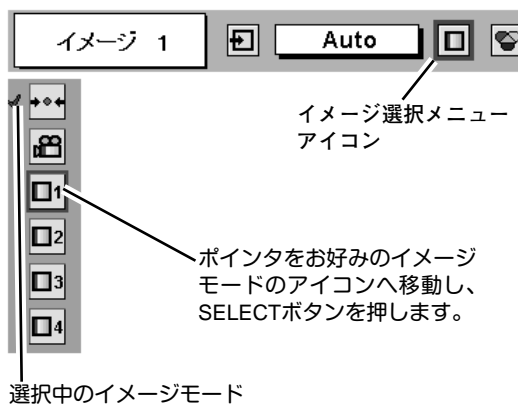 イメージ 1
Auto
イメージ選択メニュー
アイコン
1
2
3
4
ポインタをお好みのイメージ
モードのアイコンへ移動し、
SELECTボタンを押します。
選択中のイメージモード